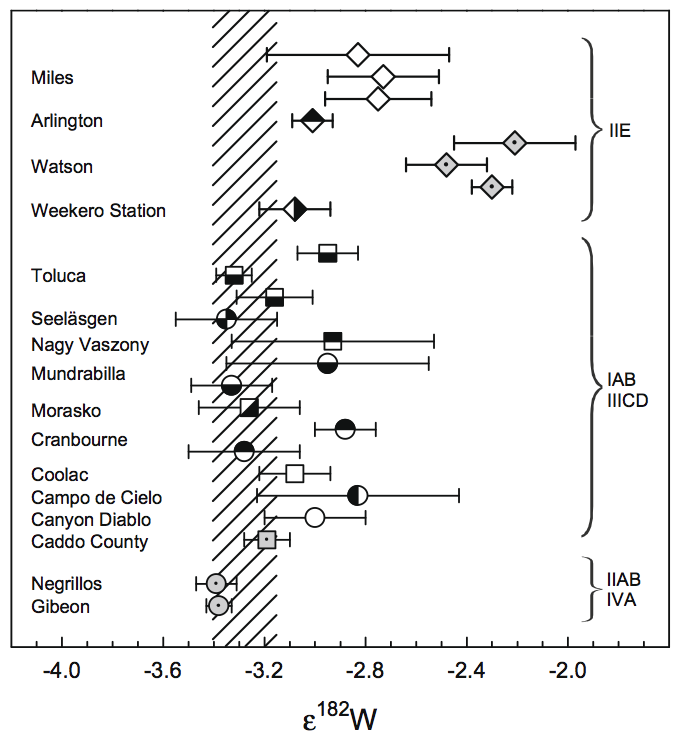 Miles
Arlington
IIE
Watson
Weekero Station
Toluca
Seeläsgen
Nagy Vaszony
Mundrabilla
IAB
IIICD
Morasko
Cranbourne
Coolac
Campo de Cielo
Canyon Diablo
Caddo County
Negrillos
IIAB
Gibeon
IVA
-4.0 -3.6 -3.2 -2.8 -2.4 -2.0
ε¹⁸²W